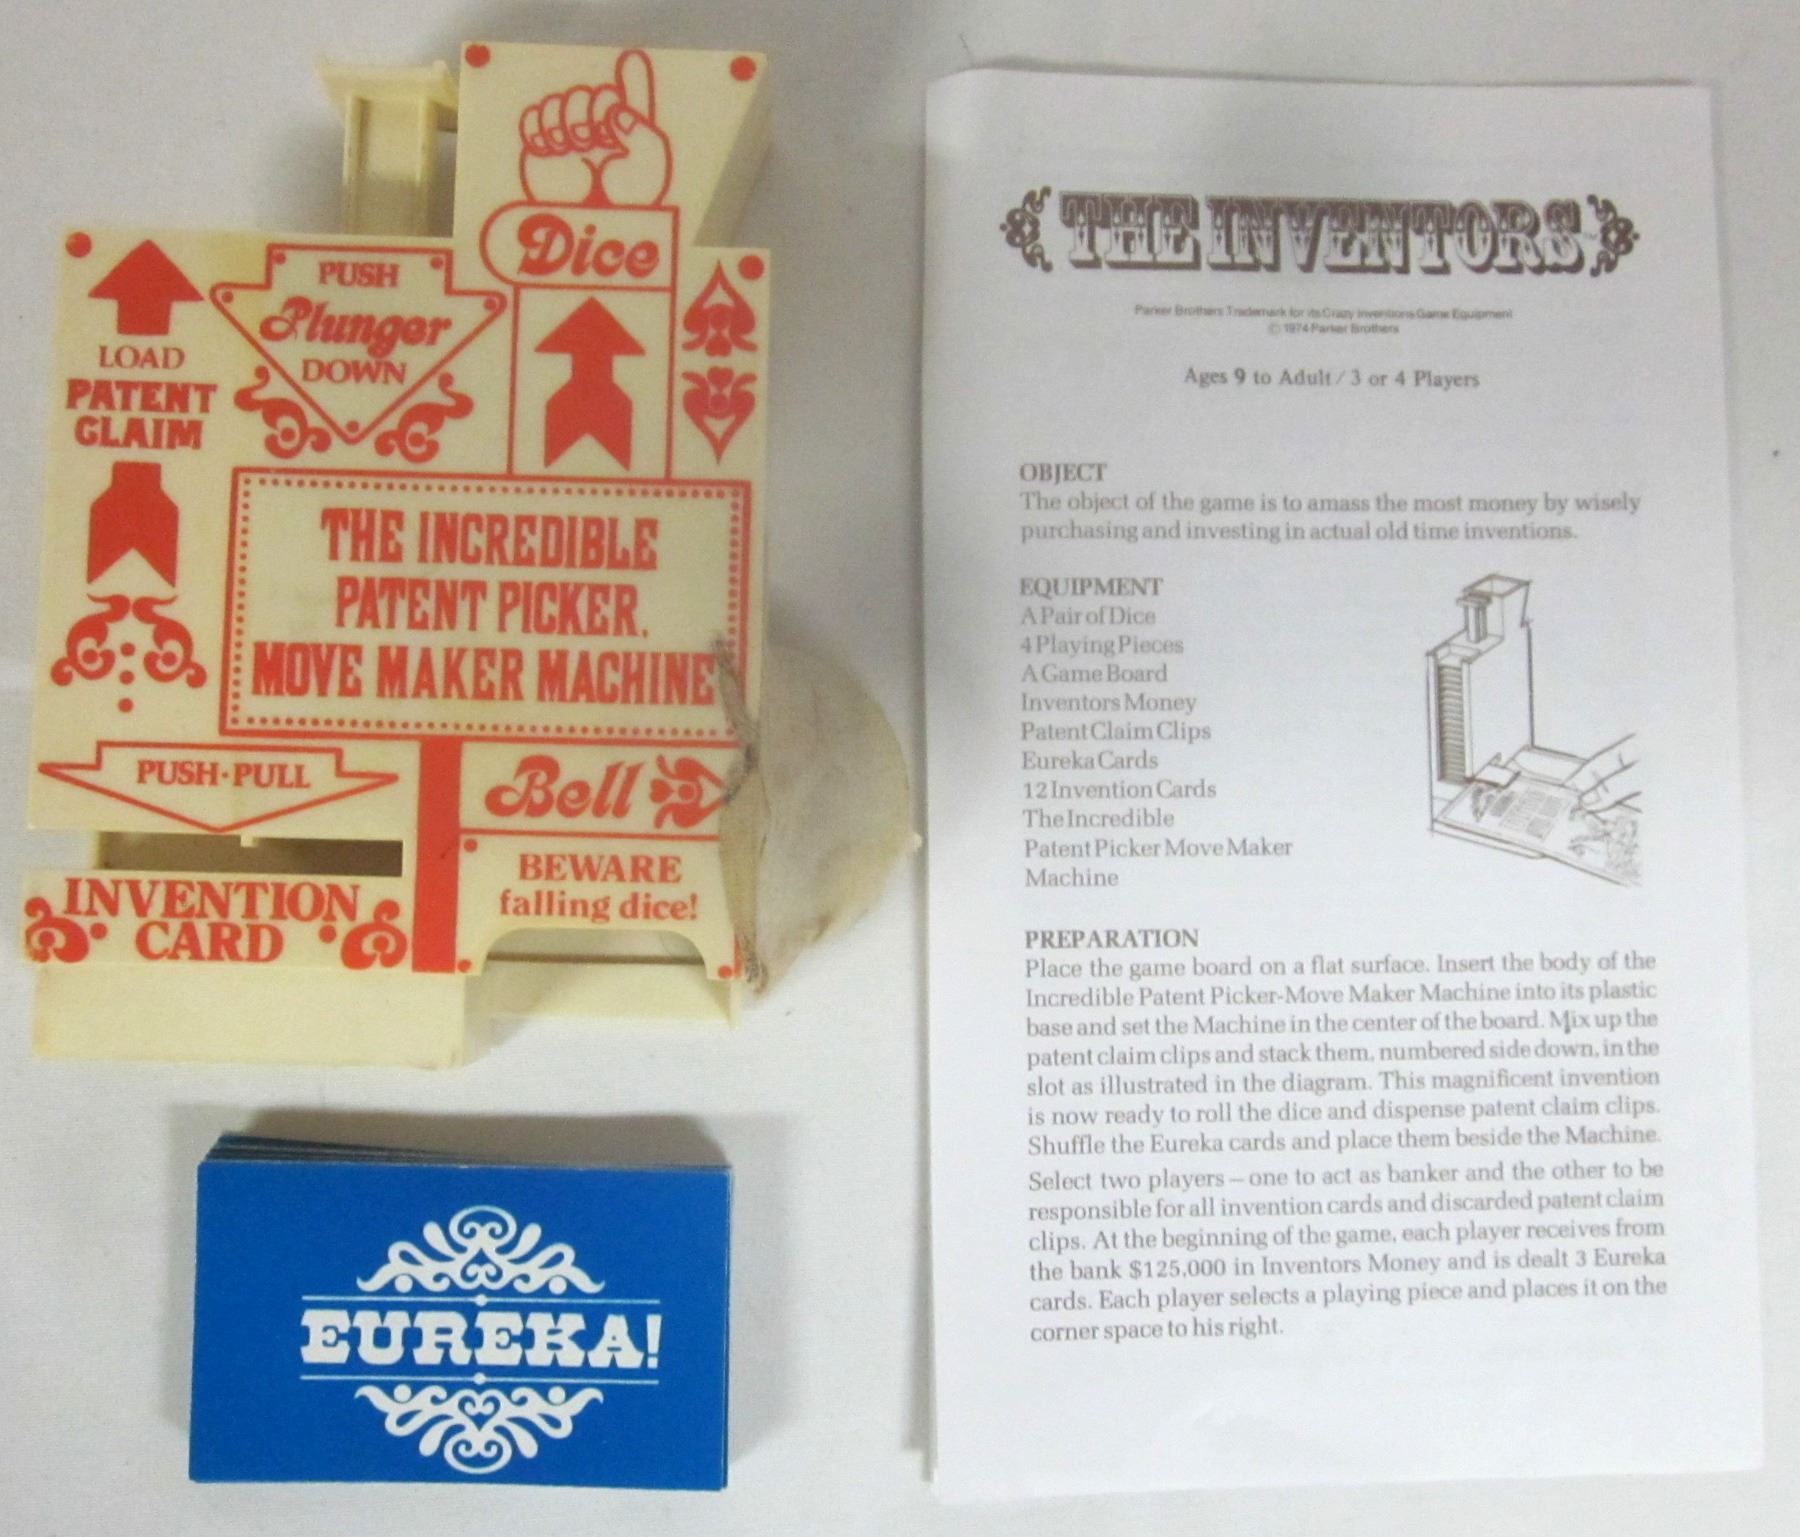 Dice
PUSH
Plunger
DOWN
LOAD
PATENT
CLAIM
THE INCREDIBLE
PATENT PICKER,
MOVE MAKER MACHINE
PUSH-PULL
Bell
BEWARE
falling dice!
INVENTION
CARD
EUREKA!
THE INVENTORS™
Parker Brothers Trademark for its Crazy Inventions Game Equipment
© 1974 Parker Brothers
Ages 9 to Adult / 3 or 4 Players
OBJECT
The object of the game is to amass the most money by wisely
purchasing and investing in actual old time inventions.
EQUIPMENT
A Pair of Dice
4 Playing Pieces
A Game Board
Inventors Money
Patent Claim Clips
Eureka Cards
12 Invention Cards
The Incredible
Patent Picker Move Maker
Machine
PREPARATION
Place the game board on a flat surface. Insert the body of the
Incredible Patent Picker-Move Maker Machine into its plastic
base and set the Machine in the center of the board. Mix up the
patent claim clips and stack them, numbered side down, in the
slot as illustrated in the diagram. This magnificent invention
is now ready to roll the dice and dispense patent claim clips.
Shuffle the Eureka cards and place them beside the Machine.
Select two players – one to act as banker and the other to be
responsible for all invention cards and discarded patent claim
clips. At the beginning of the game, each player receives from
the bank $125,000 in Inventors Money and is dealt 3 Eureka
cards. Each player selects a playing piece and places it on the
corner space to his right.